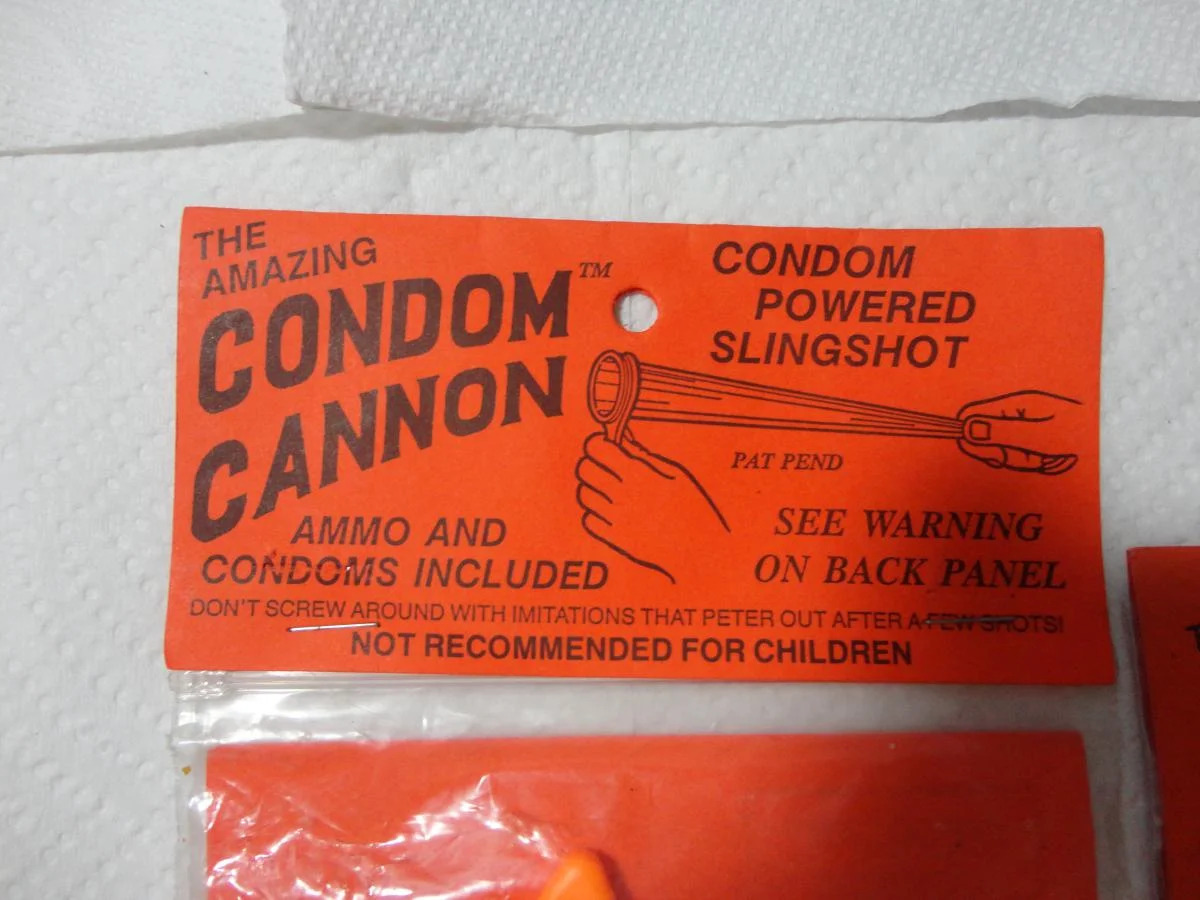 THE
AMAZING
CONDOM™
CANNON
AMMO AND
CONDOMS INCLUDED
CONDOM
POWERED
SLINGSHOT
PAT PEND
SEE WARNING
ON BACK PANEL
DON'T SCREW AROUND WITH IMITATIONS THAT PETER OUT AFTER A FEW SHOTS!
NOT RECOMMENDED FOR CHILDREN